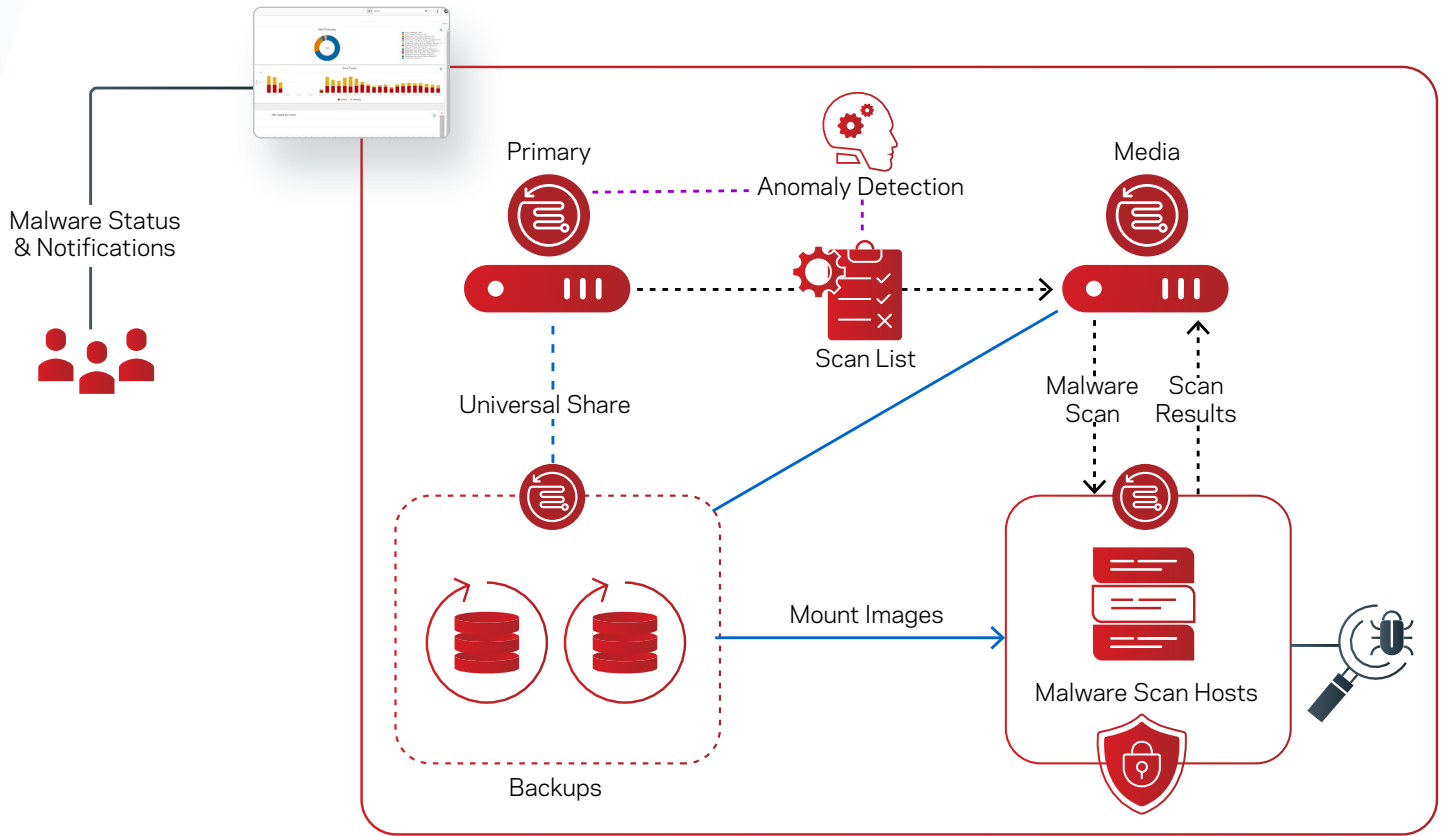 Primary
Media
Anomaly Detection
Malware Status
& Notifications
Scan List
Malware
Scan
Scan
Results
Universal Share
Mount Images
Malware Scan Hosts
Backups